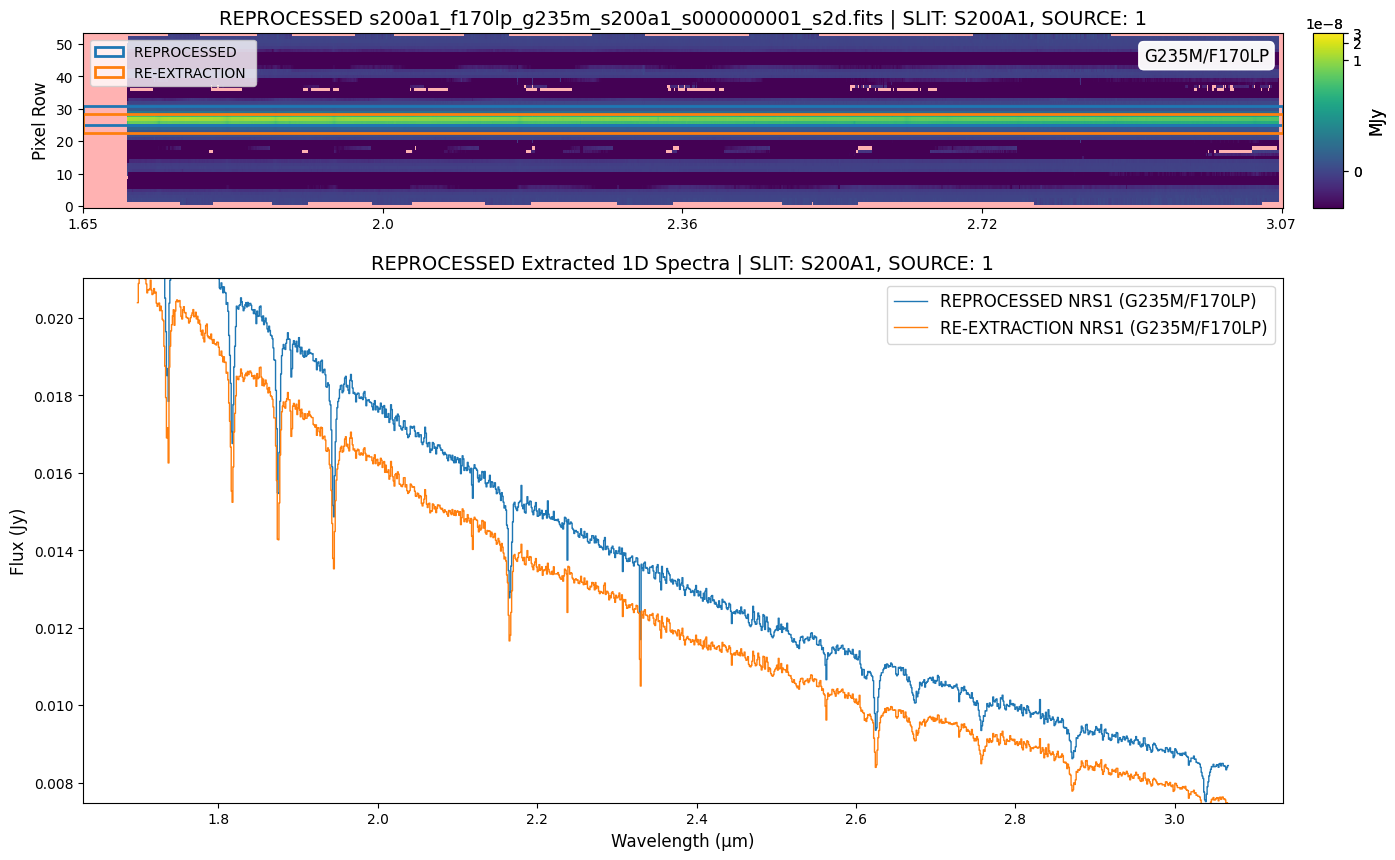 REPROCESSED s200a1_f170lp_g235m_s200a1_s000000001_s2d.fits | SLIT: S200A1, SOURCE: 1
1e−8
REPROCESSED
RE-EXTRACTION
G235M/F170LP
Pixel Row
50
40
30
20
10
0
1.65
2.0
2.36
2.72
3.07
3
2
1
0
MJy
REPROCESSED Extracted 1D Spectra | SLIT: S200A1, SOURCE: 1
REPROCESSED NRS1 (G235M/F170LP)
RE-EXTRACTION NRS1 (G235M/F170LP)
Flux (Jy)
0.020
0.018
0.016
0.014
0.012
0.010
0.008
1.8
2.0
2.2
2.4
2.6
2.8
3.0
Wavelength (μm)